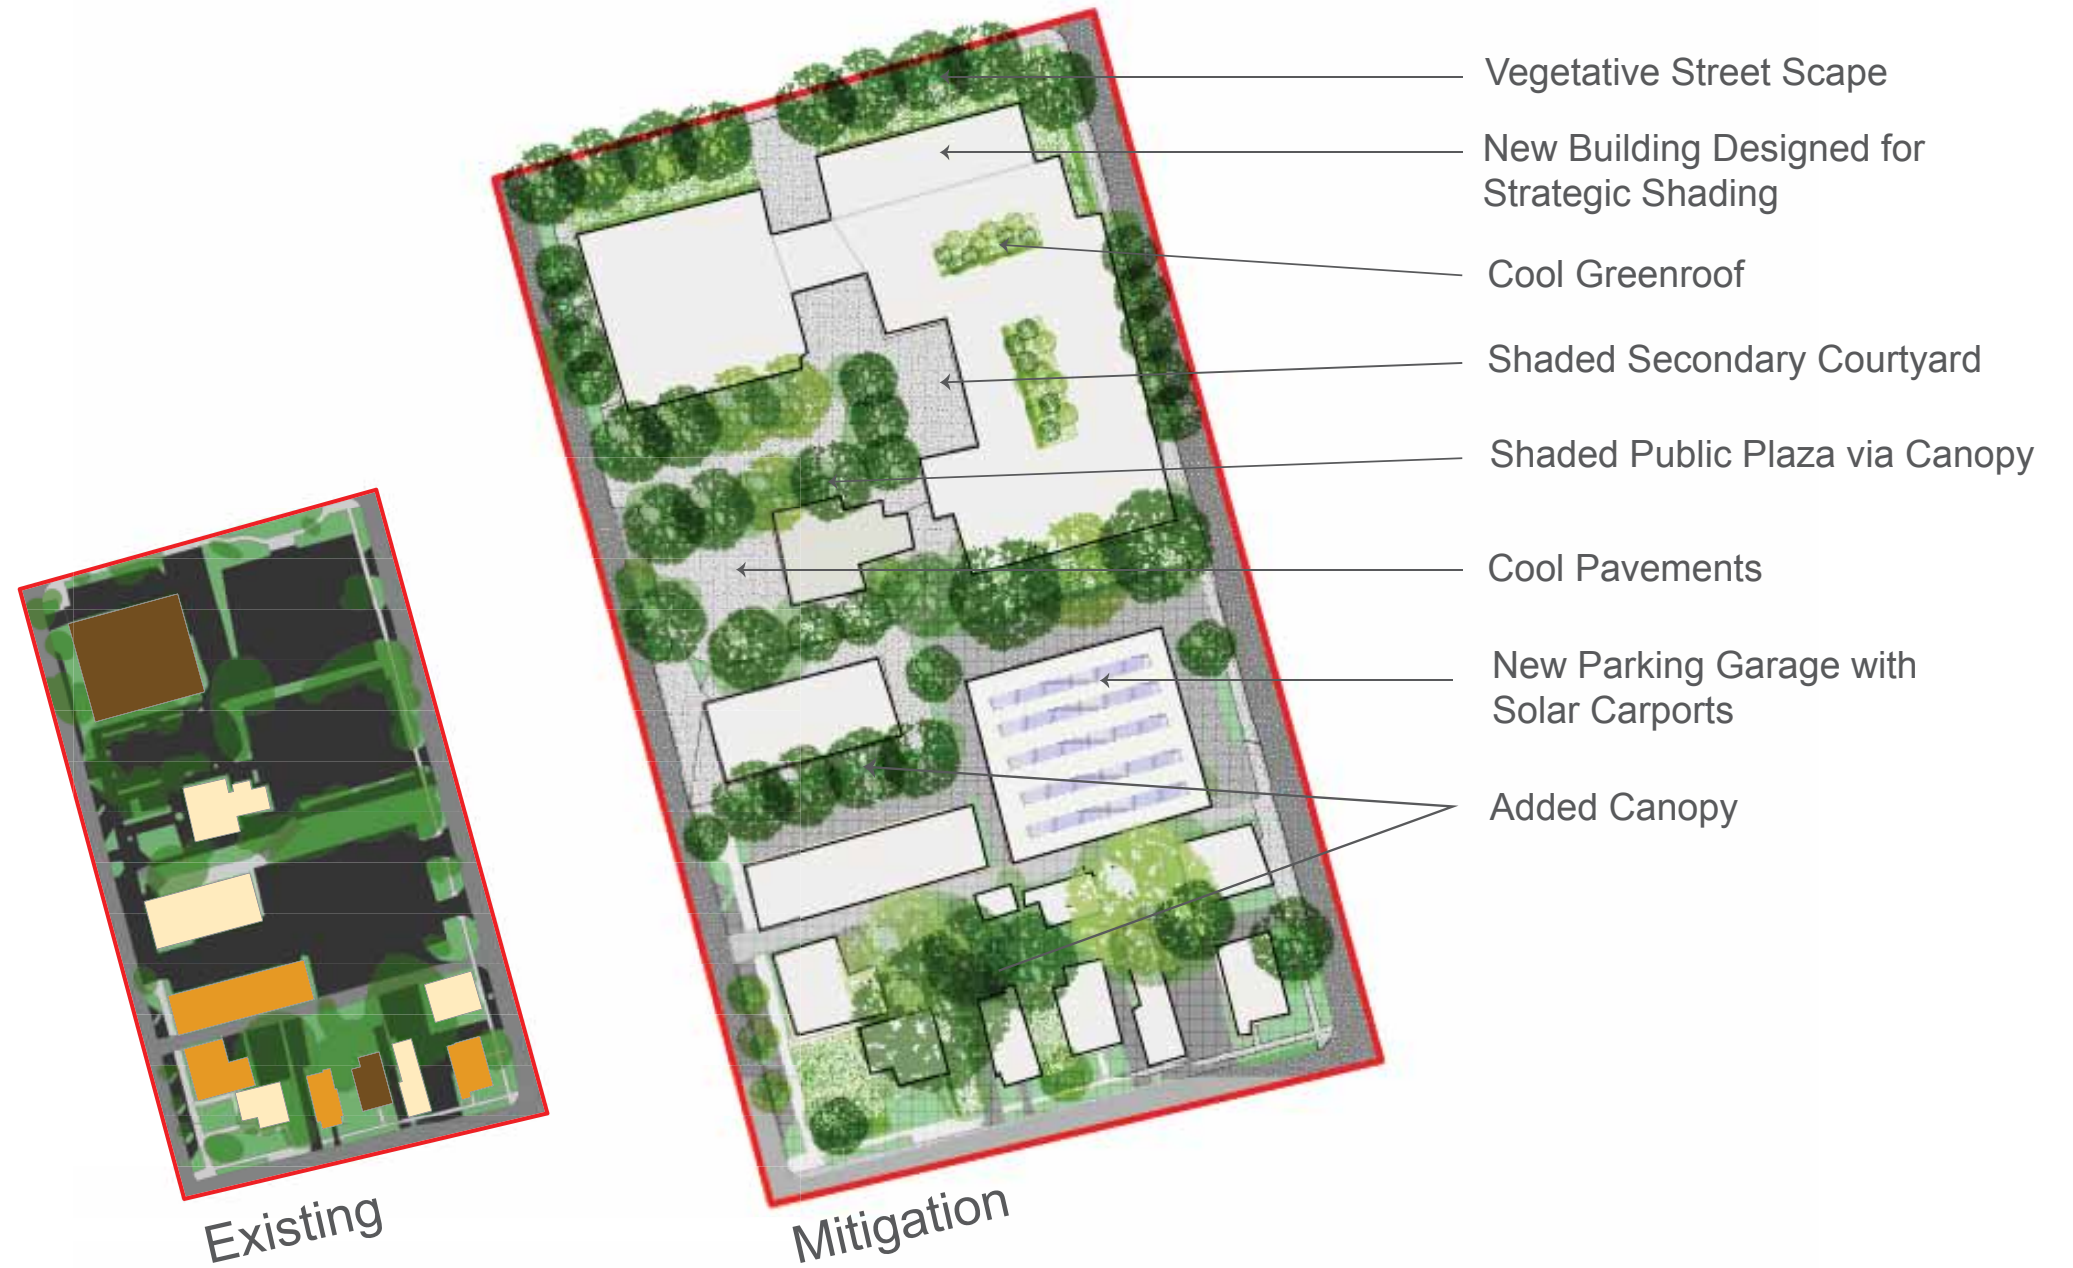 Vegetative Street Scape
New Building Designed for
Strategic Shading
Cool Greenroof
Shaded Secondary Courtyard
Shaded Public Plaza via Canopy
Cool Pavements
New Parking Garage with
Solar Carports
Added Canopy
Existing
Mitigation